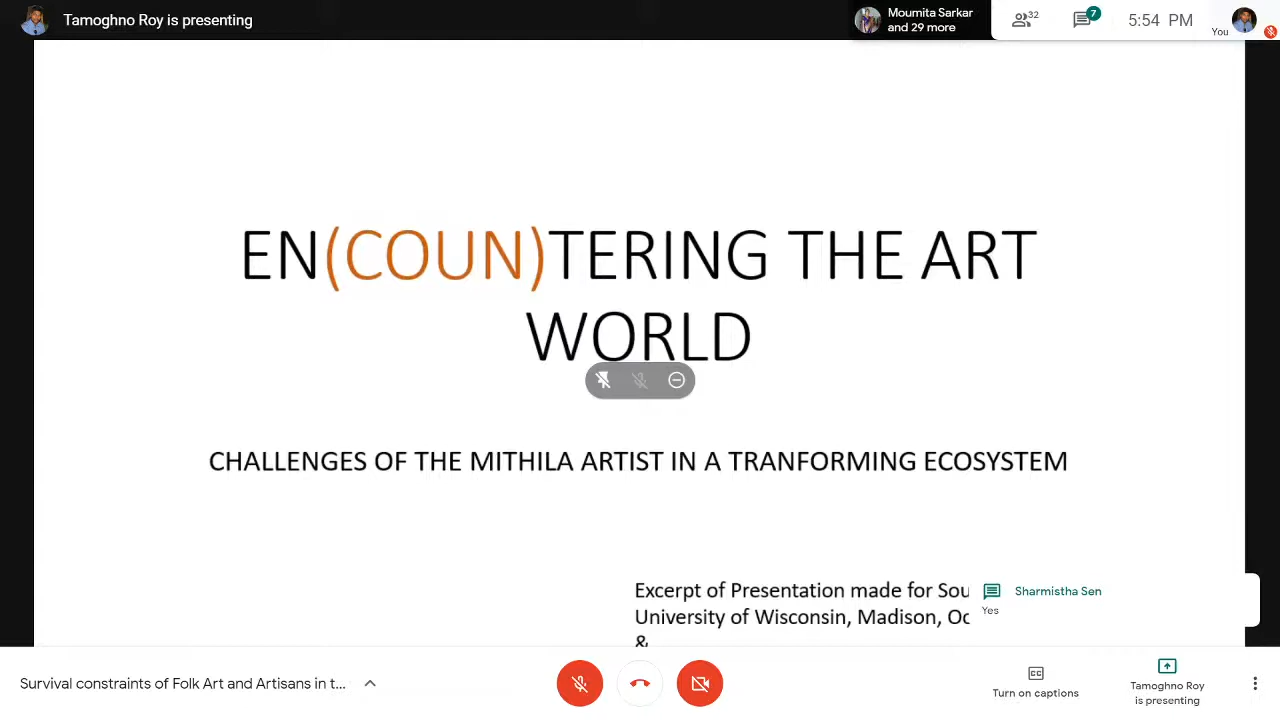 Tamoghno Roy is presenting
Moumita Sarkar
and 29 more
32
7
5:54 PM
You
EN(COUN)TERING THE ART
WORLD
CHALLENGES OF THE MITHILA ARTIST IN A TRANFORMING ECOSYSTEM
Excerpt of Presentation made for Sou
University of Wisconsin, Madison, Oc
&
Sharmistha Sen
Yes
Survival constraints of Folk Art and Artisans in t...
CC
Turn on captions
Tamoghno Roy
is presenting